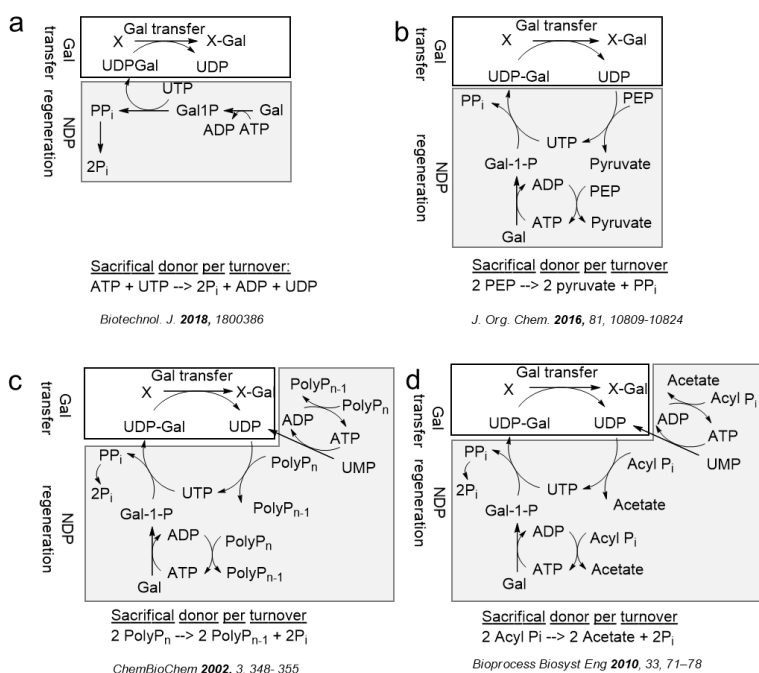 a
Gal transfer
X X-Gal
UDPGal UDP
Gal
transfer
UTP
PPi Gal1P Gal
ADP ATP
2Pi
NDP
regeneration
Sacrifical donor per turnover:
ATP + UTP --> 2Pi + ADP + UDP
Biotechnol. J. 2018, 1800386
b
Gal transfer
X X-Gal
UDP-Gal UDP
Gal
transfer
PEP
PPi
UTP
Gal-1-P Pyruvate
ADP PEP
ATP Pyruvate
Gal
NDP
regeneration
Sacrifical donor per turnover
2 PEP --> 2 pyruvate + PPi
J. Org. Chem. 2016, 81, 10809-10824
c
Gal transfer
X X-Gal
UDP-Gal UDP
Gal
transfer
PolyPn-1
PolyPn
ADP
ATP
UMP
PPi PolyPn
2Pi UTP
PolyPn-1
Gal-1-P
ADP PolyPn
ATP PolyPn-1
Gal
NDP
regeneration
Sacrifical donor per turnover
2 PolyPn --> 2 PolyPn-1 + 2Pi
ChemBioChem 2002, 3, 348- 355
d
Gal transfer
X X-Gal
UDP-Gal UDP
Gal
transfer
Acetate
Acyl Pi
ADP
ATP
UMP
PPi Acyl Pi
2Pi UTP
Acetate
Gal-1-P
ADP Acyl Pi
ATP Acetate
Gal
NDP
regeneration
Sacrifical donor per turnover
2 Acyl Pi --> 2 Acetate + 2Pi
Bioprocess Biosyst Eng 2010, 33, 71–78